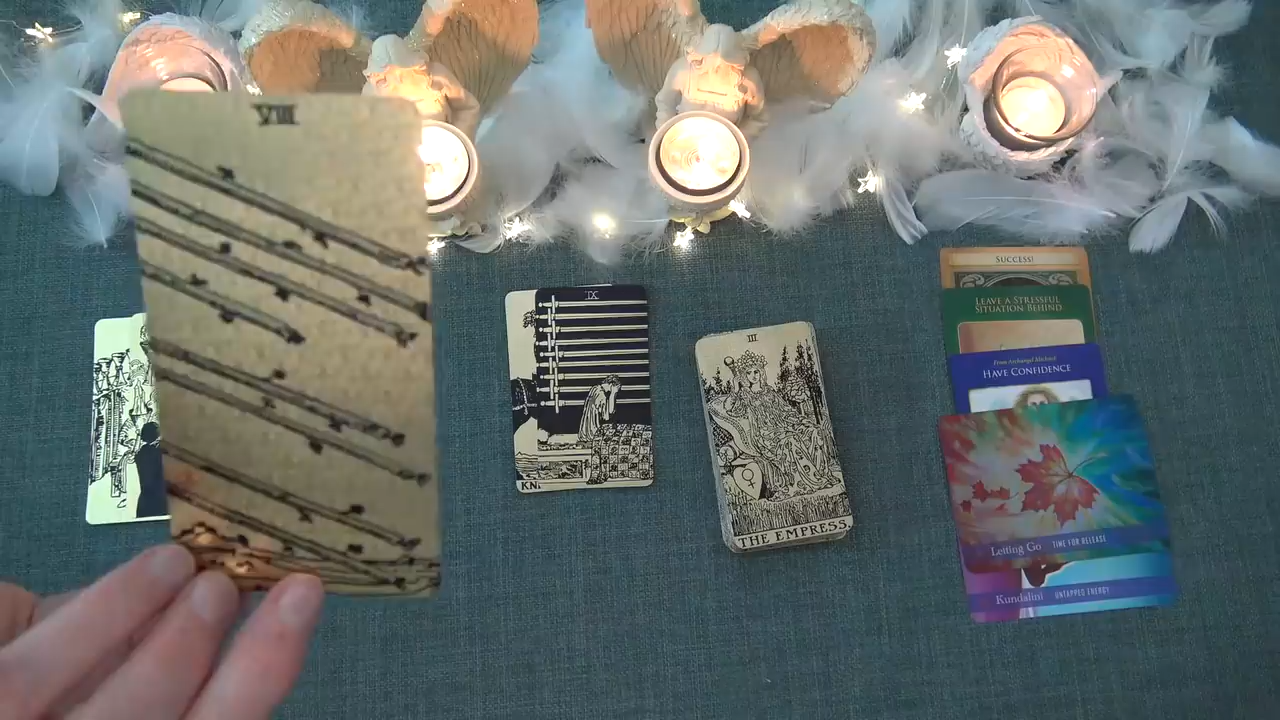 VIII
IX
KNI
III
THE EMPRESS.
SUCCESS!
LEAVE A STRESSFUL
SITUATION BEHIND
From Archangel Michael:
HAVE CONFIDENCE
Letting Go TIME FOR RELEASE
Kundalini UNTAPPED ENERGY